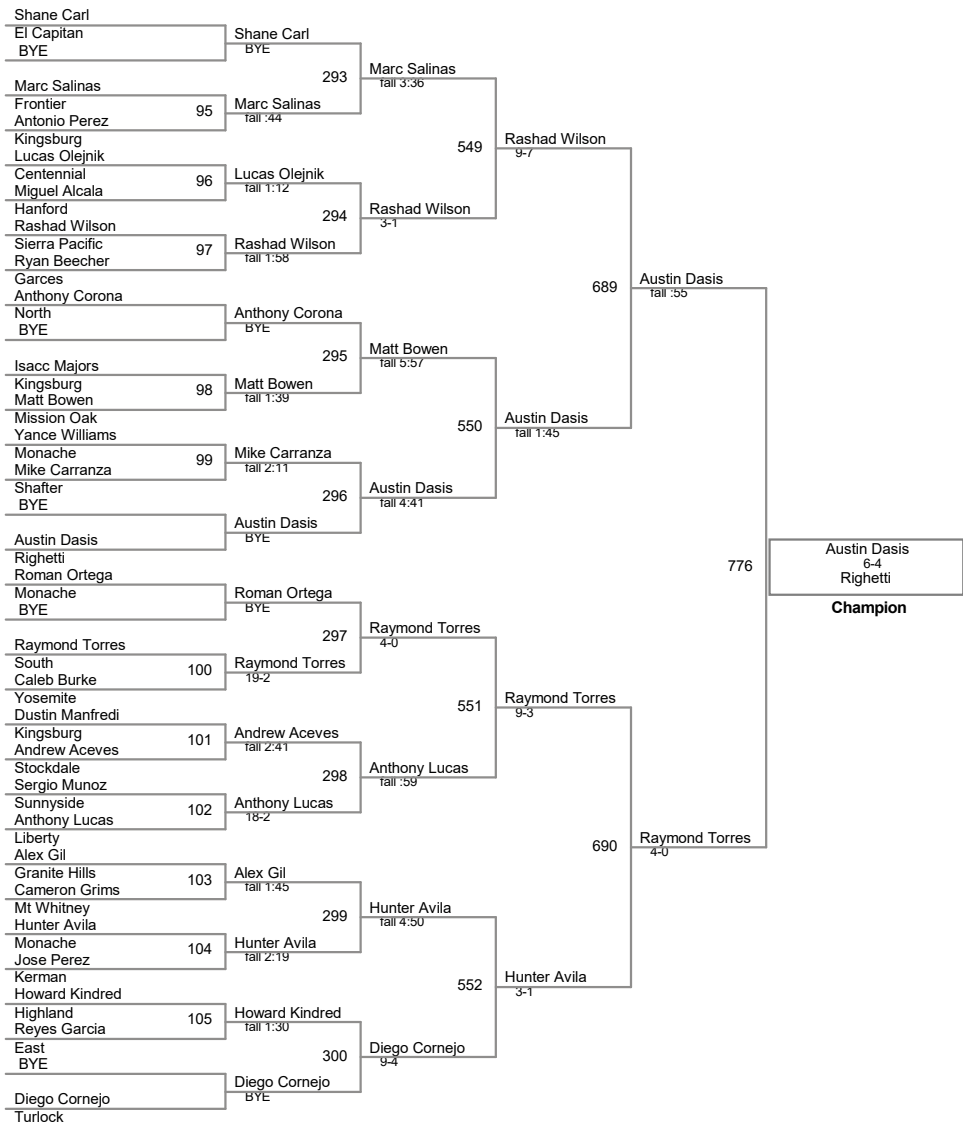 Shane Carl
El Capitan
BYE
Marc Salinas
Frontier
Antonio Perez
Kingsburg
Lucas Olejnik
Centennial
Miguel Alcala
Hanford
Rashad Wilson
Sierra Pacific
Ryan Beecher
Garces
Anthony Corona
North
BYE
Isacc Majors
Kingsburg
Matt Bowen
Mission Oak
Yance Williams
Monache
Mike Carranza
Shafter
BYE
Austin Dasis
Righetti
Roman Ortega
Monache
BYE
Raymond Torres
South
Caleb Burke
Yosemite
Dustin Manfredi
Kingsburg
Andrew Aceves
Stockdale
Sergio Munoz
Sunnyside
Anthony Lucas
Liberty
Alex Gil
Granite Hills
Cameron Grims
Mt Whitney
Hunter Avila
Monache
Jose Perez
Kerman
Howard Kindred
Highland
Reyes Garcia
East
BYE
Diego Cornejo
Turlock
95
96
97
98
99
100
101
102
103
104
105
Shane Carl
BYE
Marc Salinas
fall :44
Lucas Olejnik
fall 1:12
Rashad Wilson
fall 1:58
Anthony Corona
BYE
Matt Bowen
fall 1:39
Mike Carranza
fall 2:11
Austin Dasis
BYE
Roman Ortega
BYE
Raymond Torres
19-2
Andrew Aceves
fall 2:41
Anthony Lucas
18-2
Alex Gil
fall 1:45
Hunter Avila
fall 2:19
Howard Kindred
fall 1:30
Diego Cornejo
BYE
293
294
295
296
297
298
299
300
Marc Salinas
fall 3:36
Rashad Wilson
3-1
Matt Bowen
fall 5:57
Austin Dasis
fall 4:41
Raymond Torres
4-0
Anthony Lucas
fall :59
Hunter Avila
fall 4:50
Diego Cornejo
9-4
549
550
551
552
Rashad Wilson
9-7
Austin Dasis
fall 1:45
Raymond Torres
9-3
Hunter Avila
3-1
689
690
Austin Dasis
fall :55
Raymond Torres
4-0
776
Austin Dasis
6-4
Righetti
Champion